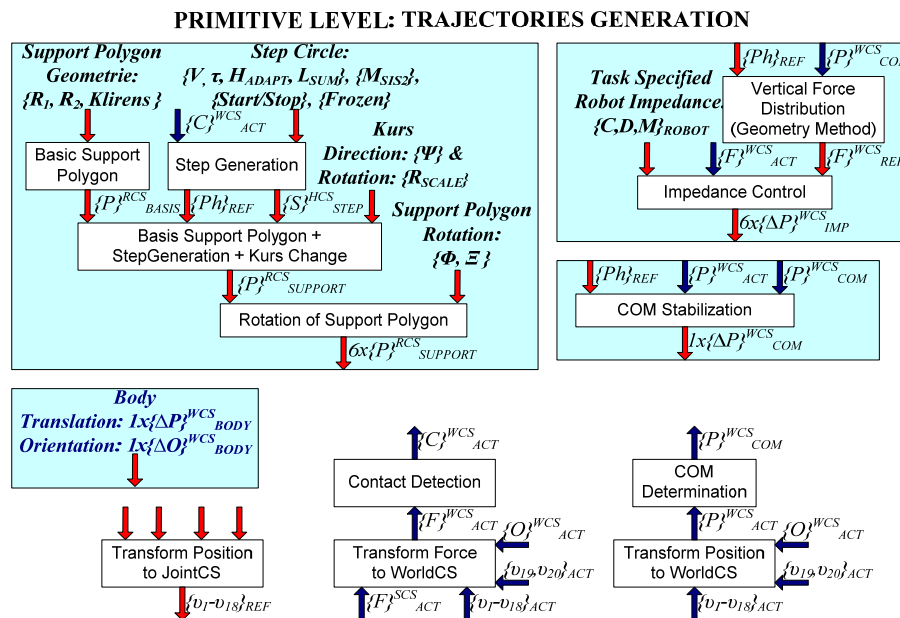 PRIMITIVE LEVEL: TRAJECTORIES GENERATION
Support Polygon
Geometrie:
{R1, R2, Klirens }
Step Circle:
{V, τ, HADAPT, LSUM}, {MSIS2},
{Start/Stop}, {Frozen}
{C}WCSACT
Kurs
Direction: {Ψ} &
Rotation: {RSCALE}
Basic Support
Polygon
Step Generation
{P}RCSBASIS
{Ph}REF
{S}HCSSTEP
Support Polygon
Rotation:
{Φ, Ξ }
Basis Support Polygon +
StepGeneration + Kurs Change
{P}RCSSUPPORT
Rotation of Support Polygon
6x{P}RCSSUPPORT
{Ph}REF
{P}WCSCOM
Task Specified
Robot Impedance:
{C,D,M}ROBOT
Vertical Force
Distribution
(Geometry Method)
{F}WCSACT
{F}WCSREF
Impedance Control
6x{ΔP}WCSIMP
{Ph}REF
{P}WCSACT
{P}WCSCOM
COM Stabilization
1x{ΔP}WCSCOM
Body
Translation: 1x{ΔP}WCSBODY
Orientation: 1x{ΔO}WCSBODY
Transform Position
to JointCS
{υ1-υ18}REF
{C}WCSACT
Contact Detection
{F}WCSACT
{O}WCSACT
Transform Force
to WorldCS
{υ19,υ20}ACT
{F}SCSACT
{υ1-υ18}ACT
{P}WCSCOM
COM
Determination
{P}WCSACT
{O}WCSACT
Transform Position
to WorldCS
{υ19,υ20}ACT
{υ1-υ18}ACT